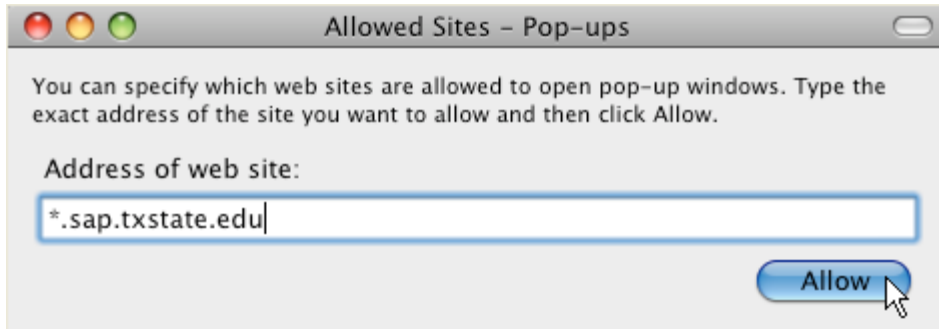 Allowed Sites – Pop-ups
You can specify which web sites are allowed to open pop-up windows. Type the
exact address of the site you want to allow and then click Allow.
Address of web site:
*.sap.txstate.edu
Allow